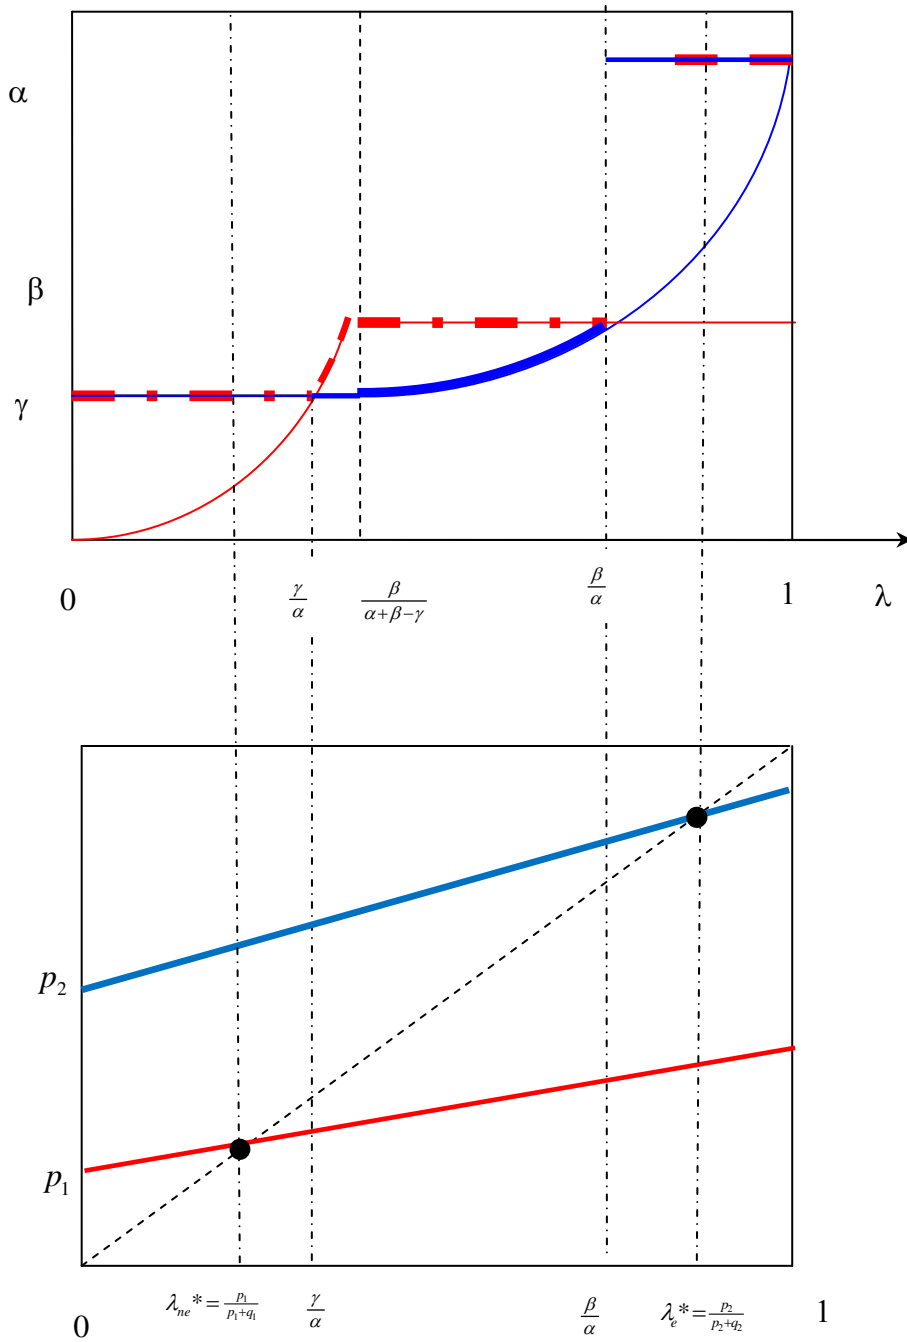 α
β
γ
0 γ/α β/(α+β−γ) β/α 1 λ
p₂
p₁
0 λₙₑ*=p₁/(p₁+q₁) γ/α β/α λₑ*=p₂/(p₂+q₂) 1